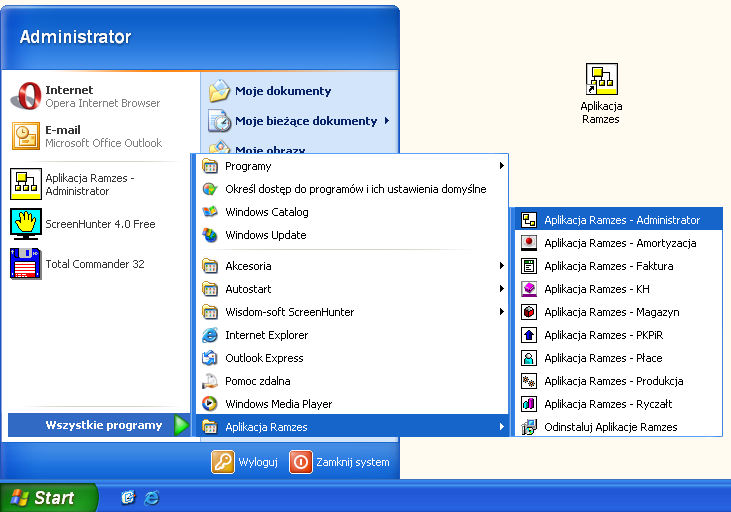 Administrator
Internet
Opera Internet Browser
E-mail
Microsoft Office Outlook
Aplikacja Ramzes -
Administrator
ScreenHunter 4.0 Free
Total Commander 32
Wszystkie programy
Moje dokumenty
Moje bieżące dokumenty
Moje obrazy
Programy
Określ dostęp do programów i ich ustawienia domyślne
Windows Catalog
Windows Update
Akcesoria
Autostart
Wisdom-soft ScreenHunter
Internet Explorer
Outlook Express
Pomoc zdalna
Windows Media Player
Aplikacja Ramzes
Aplikacja Ramzes - Administrator
Aplikacja Ramzes - Amortyzacja
Aplikacja Ramzes - Faktura
Aplikacja Ramzes - KH
Aplikacja Ramzes - Magazyn
Aplikacja Ramzes - PKPiR
Aplikacja Ramzes - Płace
Aplikacja Ramzes - Produkcja
Aplikacja Ramzes - Ryczałt
Odinstaluj Aplikacje Ramzes
Aplikacja
Ramzes
Wyloguj
Zamknij system
Start